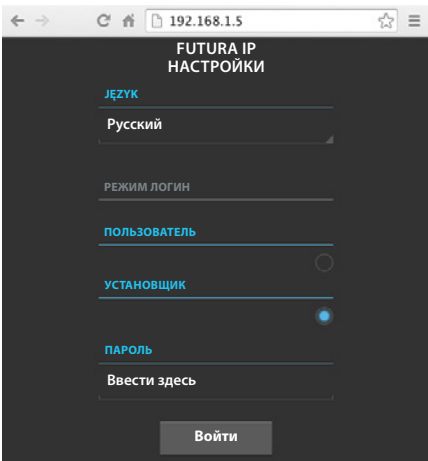 192.168.1.5
FUTURA IP
НАСТРОЙКИ
JĘZYK
Русский
РЕЖИМ ЛОГИН
ПОЛЬЗОВАТЕЛЬ
УСТАНОВЩИК
ПАРОЛЬ
Ввести здесь
Войти